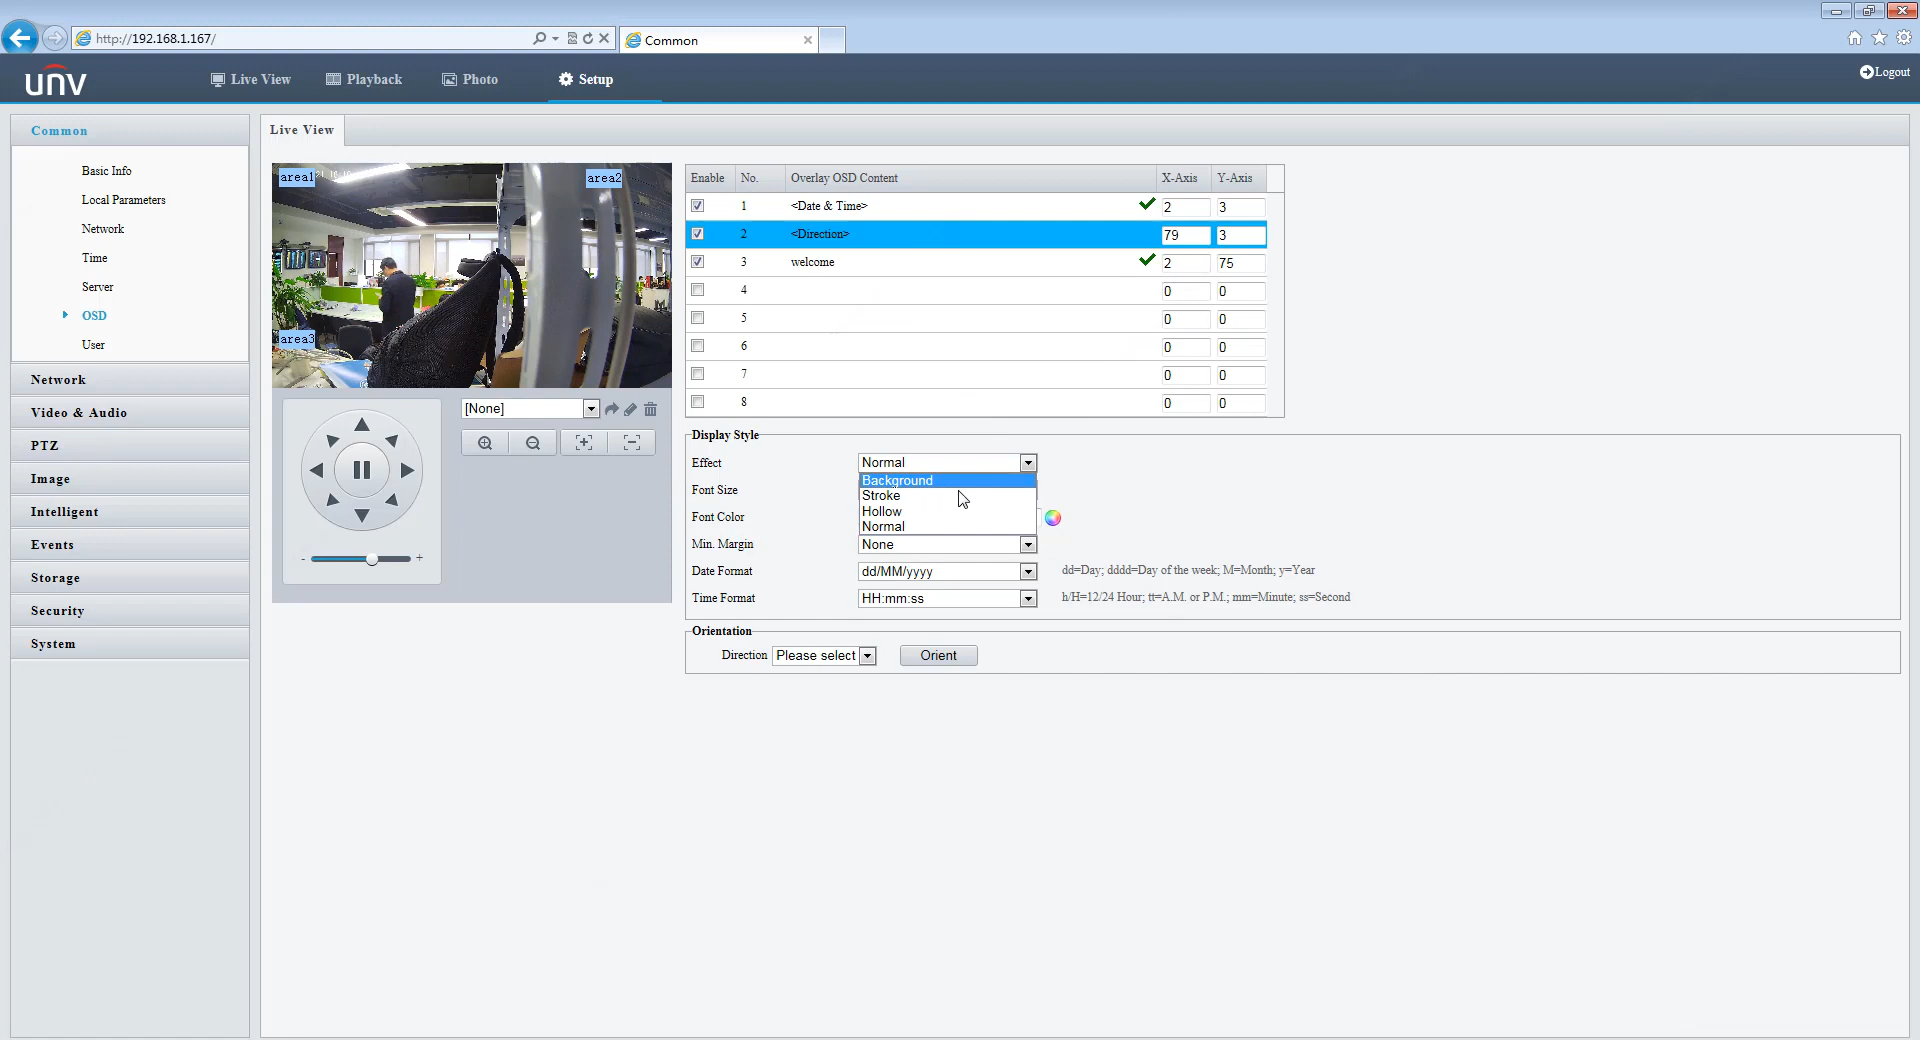 http://192.168.1.167/
Common
unv
Live View
Playback
Photo
Setup
Logout
Common
Basic Info
Local Parameters
Network
Time
Server
OSD
User
Network
Video & Audio
PTZ
Image
Intelligent
Events
Storage
Security
System
Live View
area1
area2
area3
[None]
- +
Enable No. Overlay OSD Content X-Axis Y-Axis
1 <Date & Time> 2 3
2 <Direction> 79 3
3 welcome 2 75
4 0 0
5 0 0
6 0 0
7 0 0
8 0 0
Display Style
Effect Normal
Background
Font Size
Stroke
Hollow
Font Color
Normal
Min. Margin None
Date Format dd/MM/yyyy dd=Day; dddd=Day of the week; M=Month; y=Year
Time Format HH:mm:ss h/H=12/24 Hour; tt=A.M. or P.M.; mm=Minute; ss=Second
Orientation
Direction Please select Orient